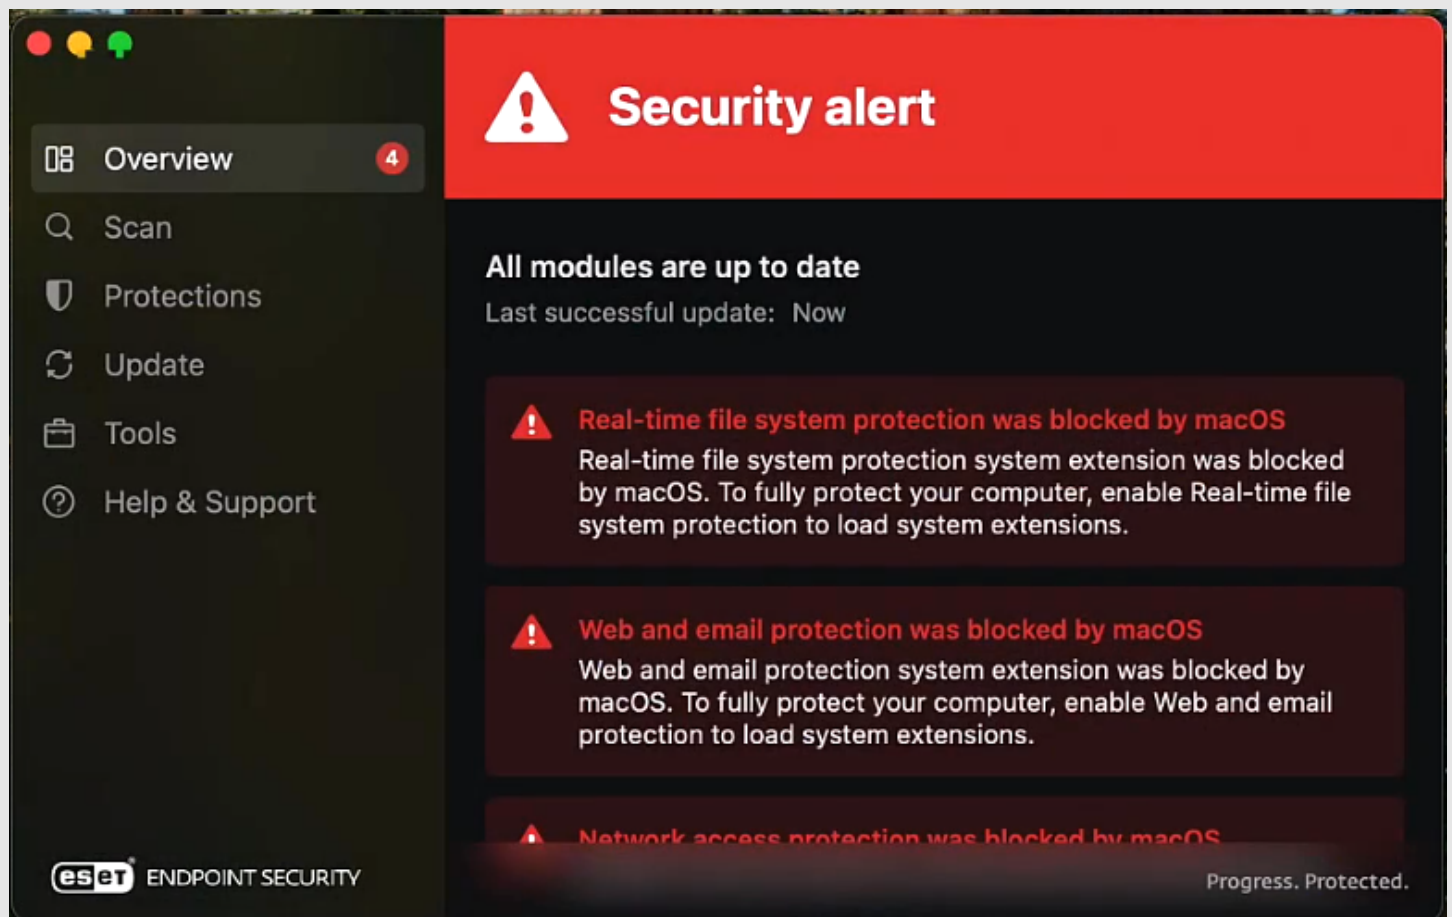 Security alert
Overview
4
Scan
Protections
Update
Tools
Help & Support
All modules are up to date
Last successful update: Now
Real-time file system protection was blocked by macOS
Real-time file system protection system extension was blocked
by macOS. To fully protect your computer, enable Real-time file
system protection to load system extensions.
Web and email protection was blocked by macOS
Web and email protection system extension was blocked by
macOS. To fully protect your computer, enable Web and email
protection to load system extensions.
Network access protection was blocked by macOS
eseT ENDPOINT SECURITY
Progress. Protected.